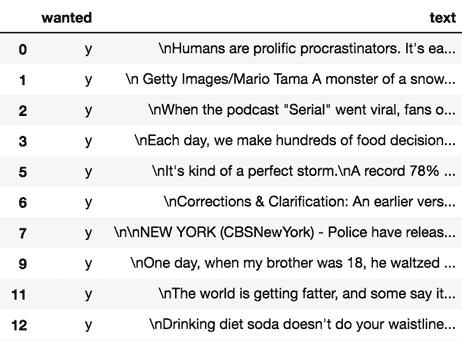 wanted text
0 y \nHumans are prolific procrastinators. It's ea...
1 y \n Getty Images/Mario Tama A monster of a snow...
2 y \nWhen the podcast "Serial" went viral, fans o...
3 y \nEach day, we make hundreds of food decision...
5 y \nIt's kind of a perfect storm.\nA record 78% ...
6 y \nCorrections & Clarification: An earlier vers...
7 y \n\nNEW YORK (CBSNewYork) - Police have releas...
9 y \nOne day, when my brother was 18, he waltzed ...
11 y \nThe world is getting fatter, and some say it...
12 y \nDrinking diet soda doesn't do your waistline...